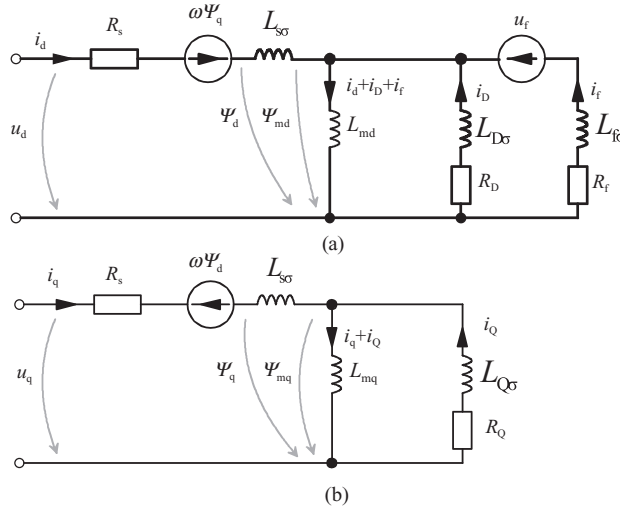 i_d R_s ωΨ_q L_sσ u_f
i_d+i_D+i_f i_D i_f
u_d Ψ_d Ψ_md L_md L_Dσ L_fσ
R_D R_f
(a)
i_q R_s ωΨ_d L_sσ
i_q+i_Q i_Q
u_q Ψ_q Ψ_mq L_mq L_Qσ
R_Q
(b)